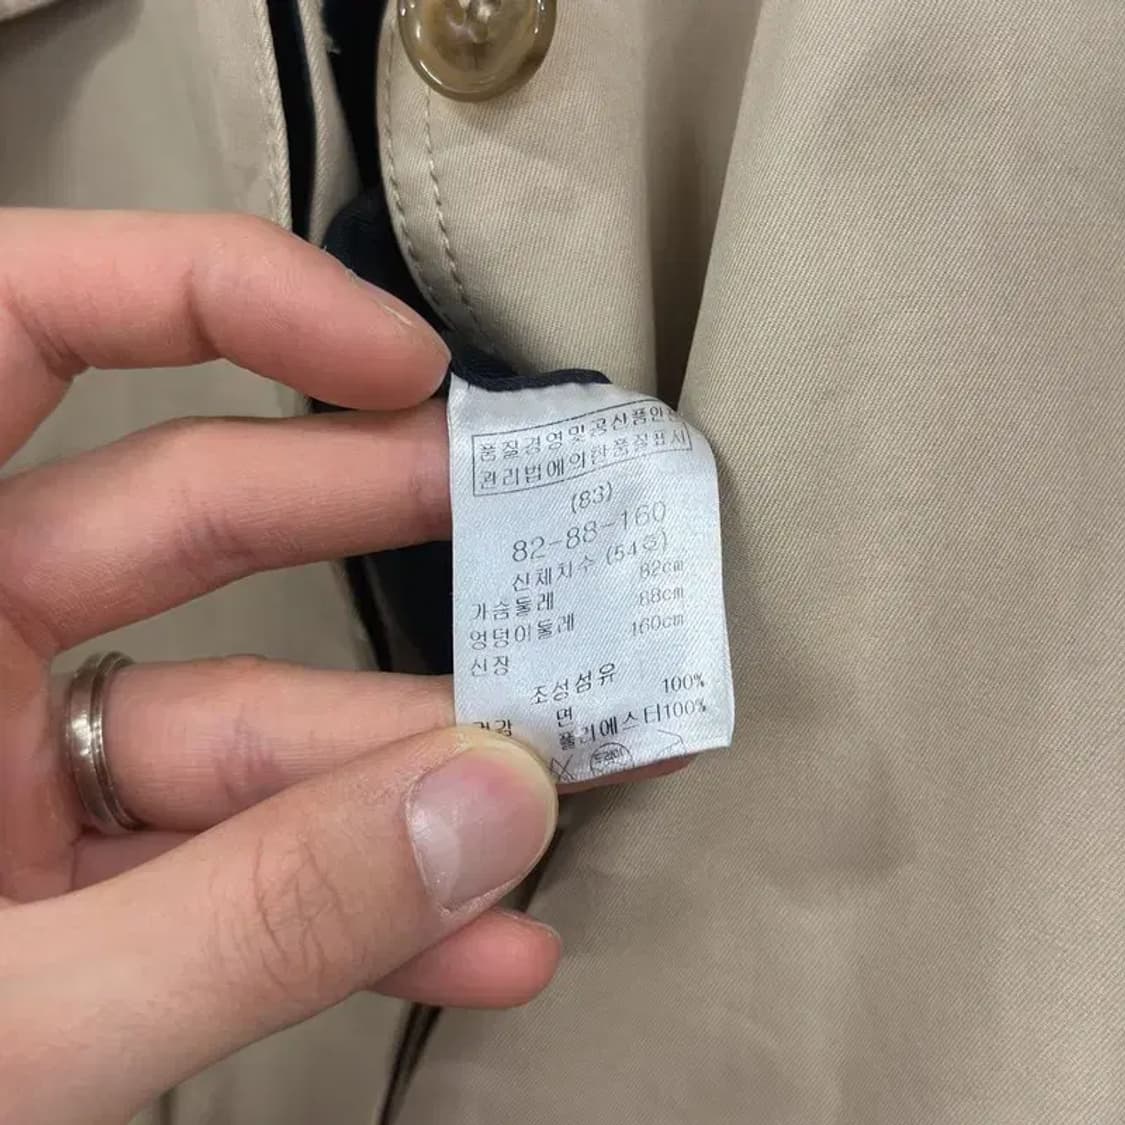 품질경영및공산품안전
관리법에의한품질표시
(83)
82-88-160
신체치수 (54호)
가슴둘레 82cm
엉덩이둘레 88cm
신장 160cm
조성섬유
면 100%
폴리에스터100%